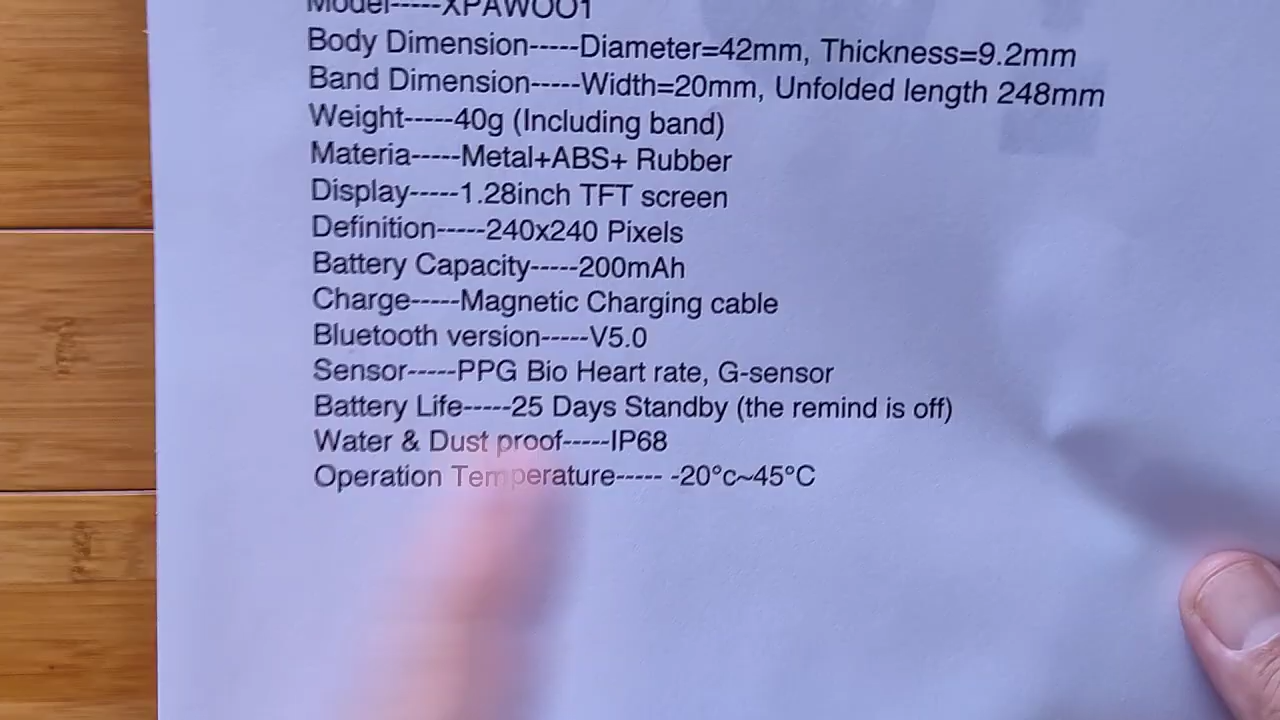 Model-----XPAWOO1
Body Dimension-----Diameter=42mm, Thickness=9.2mm
Band Dimension-----Width=20mm, Unfolded length 248mm
Weight-----40g (Including band)
Materia-----Metal+ABS+ Rubber
Display-----1.28inch TFT screen
Definition-----240x240 Pixels
Battery Capacity-----200mAh
Charge-----Magnetic Charging cable
Bluetooth version-----V5.0
Sensor-----PPG Bio Heart rate, G-sensor
Battery Life-----25 Days Standby (the remind is off)
Water & Dust proof-----IP68
Operation Temperature----- -20°c~45°C